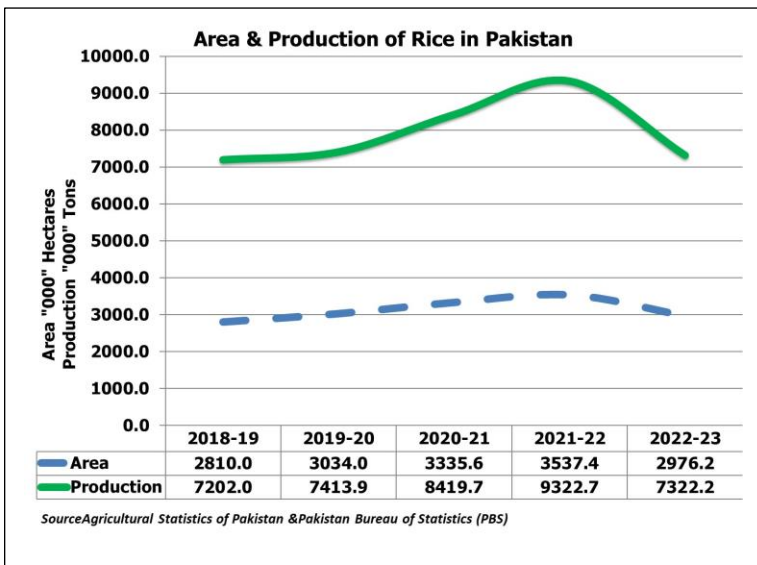 Area & Production of Rice in Pakistan
10000.0
9000.0
8000.0
7000.0
6000.0
5000.0
4000.0
3000.0
2000.0
1000.0
0.0
Area "000" Hectares
Production "000" Tons
2018-19 2019-20 2020-21 2021-22 2022-23
Area 2810.0 3034.0 3335.6 3537.4 2976.2
Production 7202.0 7413.9 8419.7 9322.7 7322.2
SourceAgricultural Statistics of Pakistan &Pakistan Bureau of Statistics (PBS)